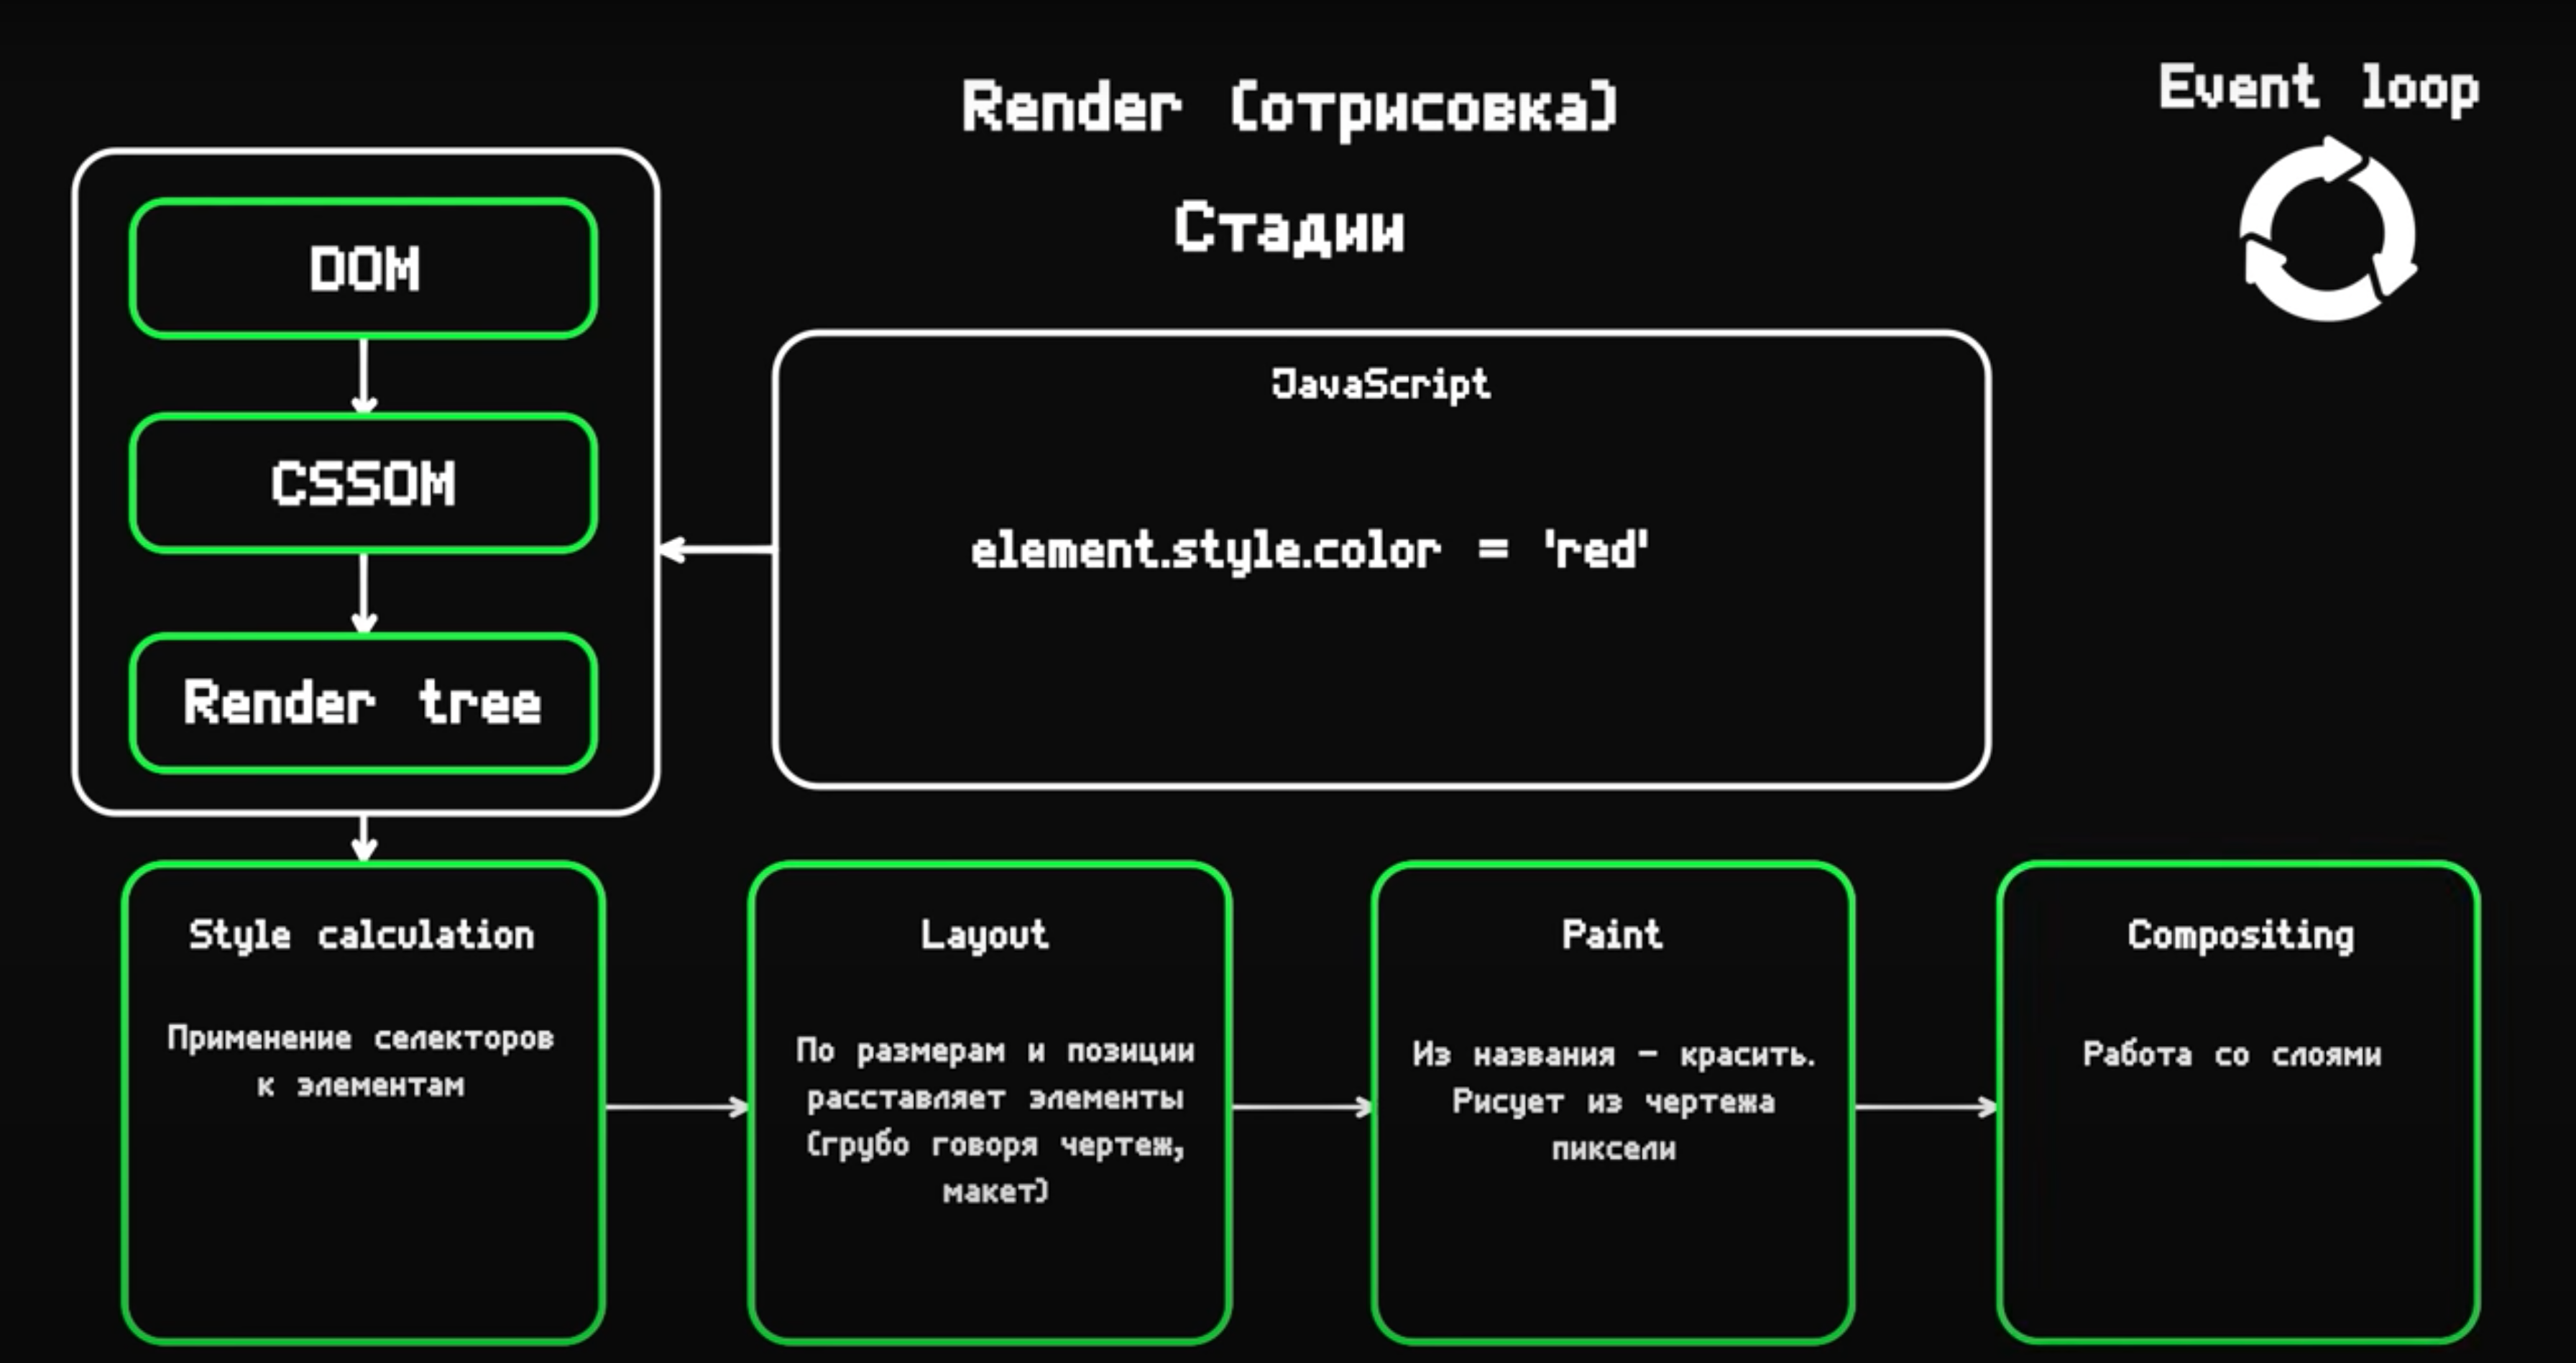 Render (отрисовка)
Стадии
Event loop
DOM
CSSOM
Render tree
JavaScript
element.style.color = 'red'
Style calculation
Применение селекторов
к элементам
Layout
По размерам и позиции
расставляет элементы
(грубо говоря чертеж,
макет)
Paint
Из названия – красить.
Рисует из чертежа
пиксели
Compositing
Работа со слоями